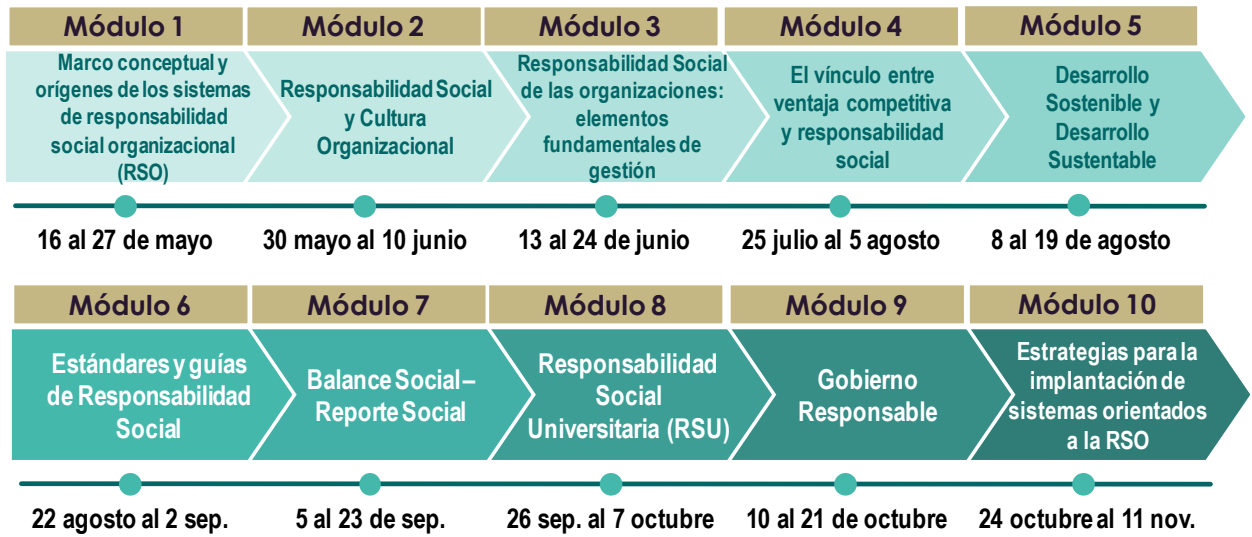 Módulo 1
Módulo 2
Módulo 3
Módulo 4
Módulo 5
Marco conceptual y
orígenes de los sistemas
de responsabilidad
social organizacional
(RSO)
Responsabilidad Social
y Cultura
Organizacional
Responsabilidad Social
de las organizaciones:
elementos
fundamentales de
gestión
El vínculo entre
ventaja competitiva
y responsabilidad
social
Desarrollo
Sostenible y
Desarrollo
Sustentable
16 al 27 de mayo
30 mayo al 10 junio
13 al 24 de junio
25 julio al 5 agosto
8 al 19 de agosto
Módulo 6
Módulo 7
Módulo 8
Módulo 9
Módulo 10
Estándares y guías
de Responsabilidad
Social
Balance Social –
Reporte Social
Responsabilidad
Social
Universitaria (RSU)
Gobierno
Responsable
Estrategias para la
implantación de
sistemas orientados
a la RSO
22 agosto al 2 sep.
5 al 23 de sep.
26 sep. al 7 octubre
10 al 21 de octubre
24 octubre al 11 nov.